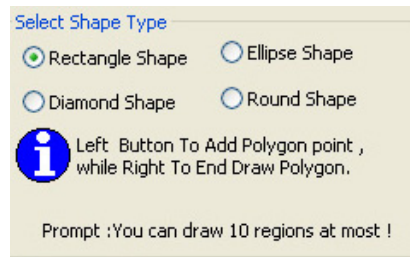 Select Shape Type
Rectangle Shape Ellipse Shape
Diamond Shape Round Shape
Left Button To Add Polygon point ,
while Right To End Draw Polygon.
Prompt :You can draw 10 regions at most !